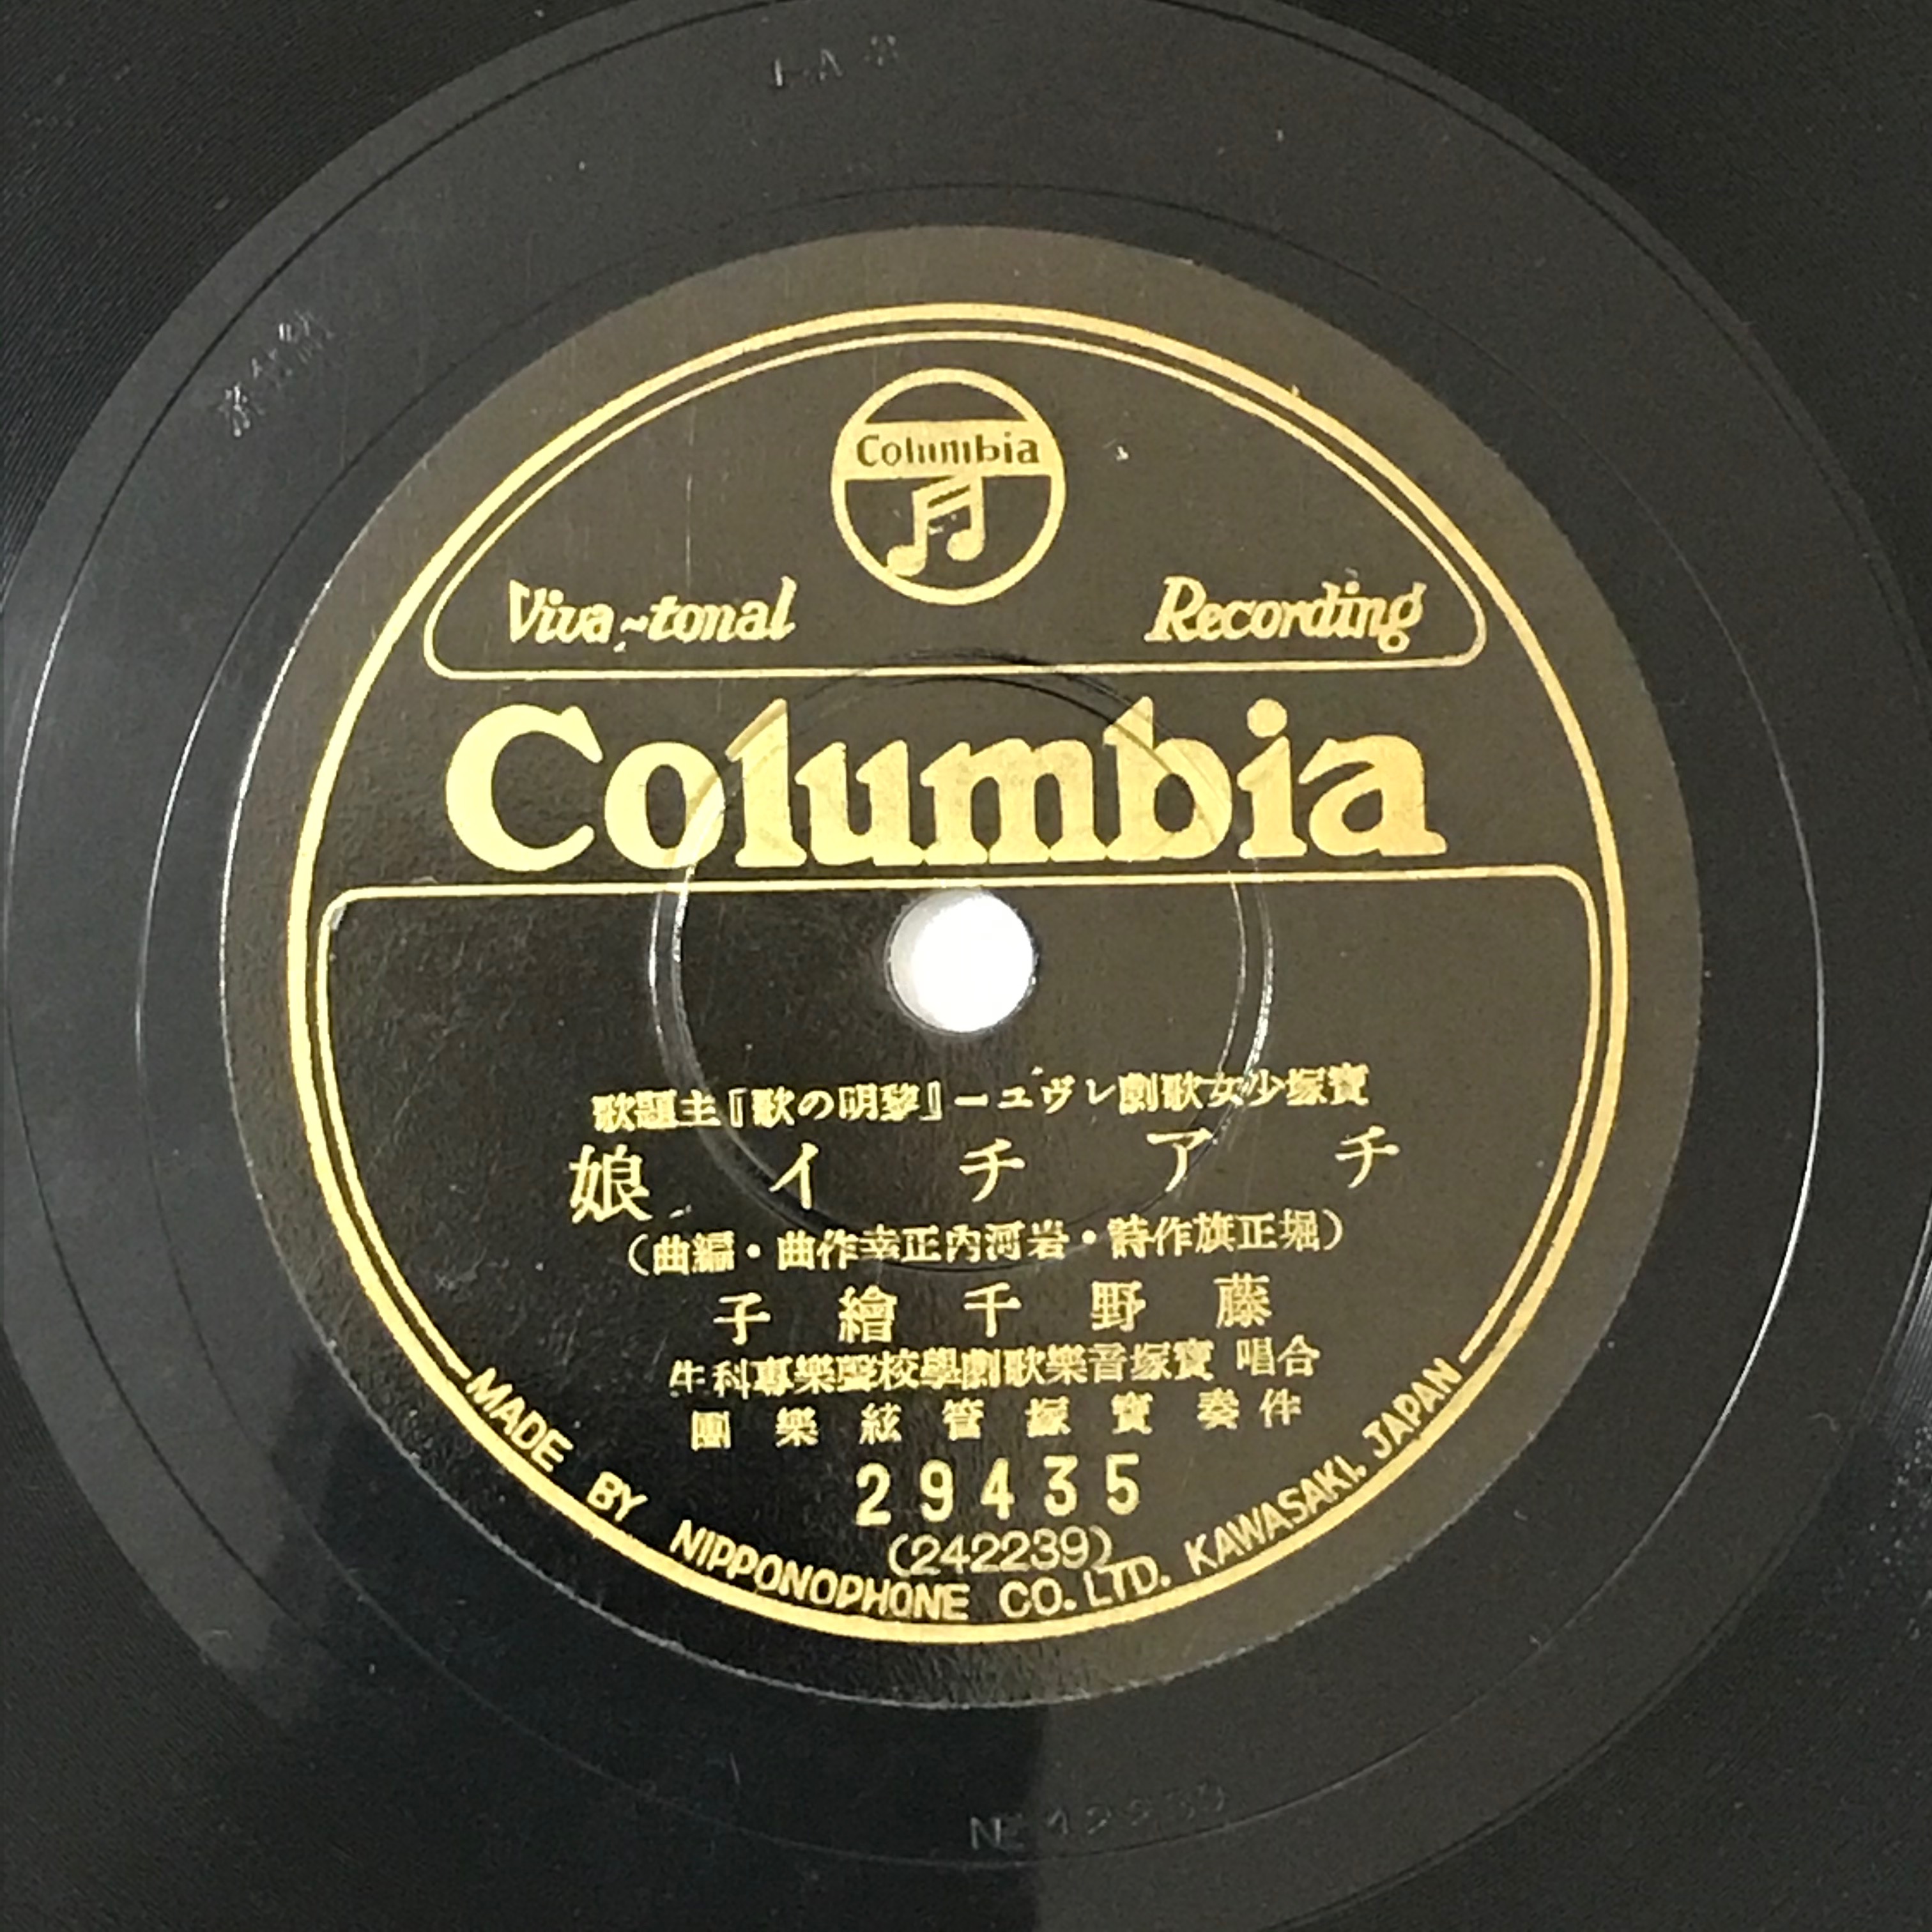 Columbia
Viva-tonal Recording
Columbia
寶塚少女歌劇レヴユー『黎明の歌』主題歌
チアチイ娘
(堀正旗作詩・岩河内正幸作曲・編曲)
藤野千繪子
合唱 寶塚音樂歌劇學校聲樂專科生
伴奏 寶塚管絃樂團
29435
(242239)
MADE BY NIPPONOPHONE CO. LTD. KAWASAKI. JAPAN